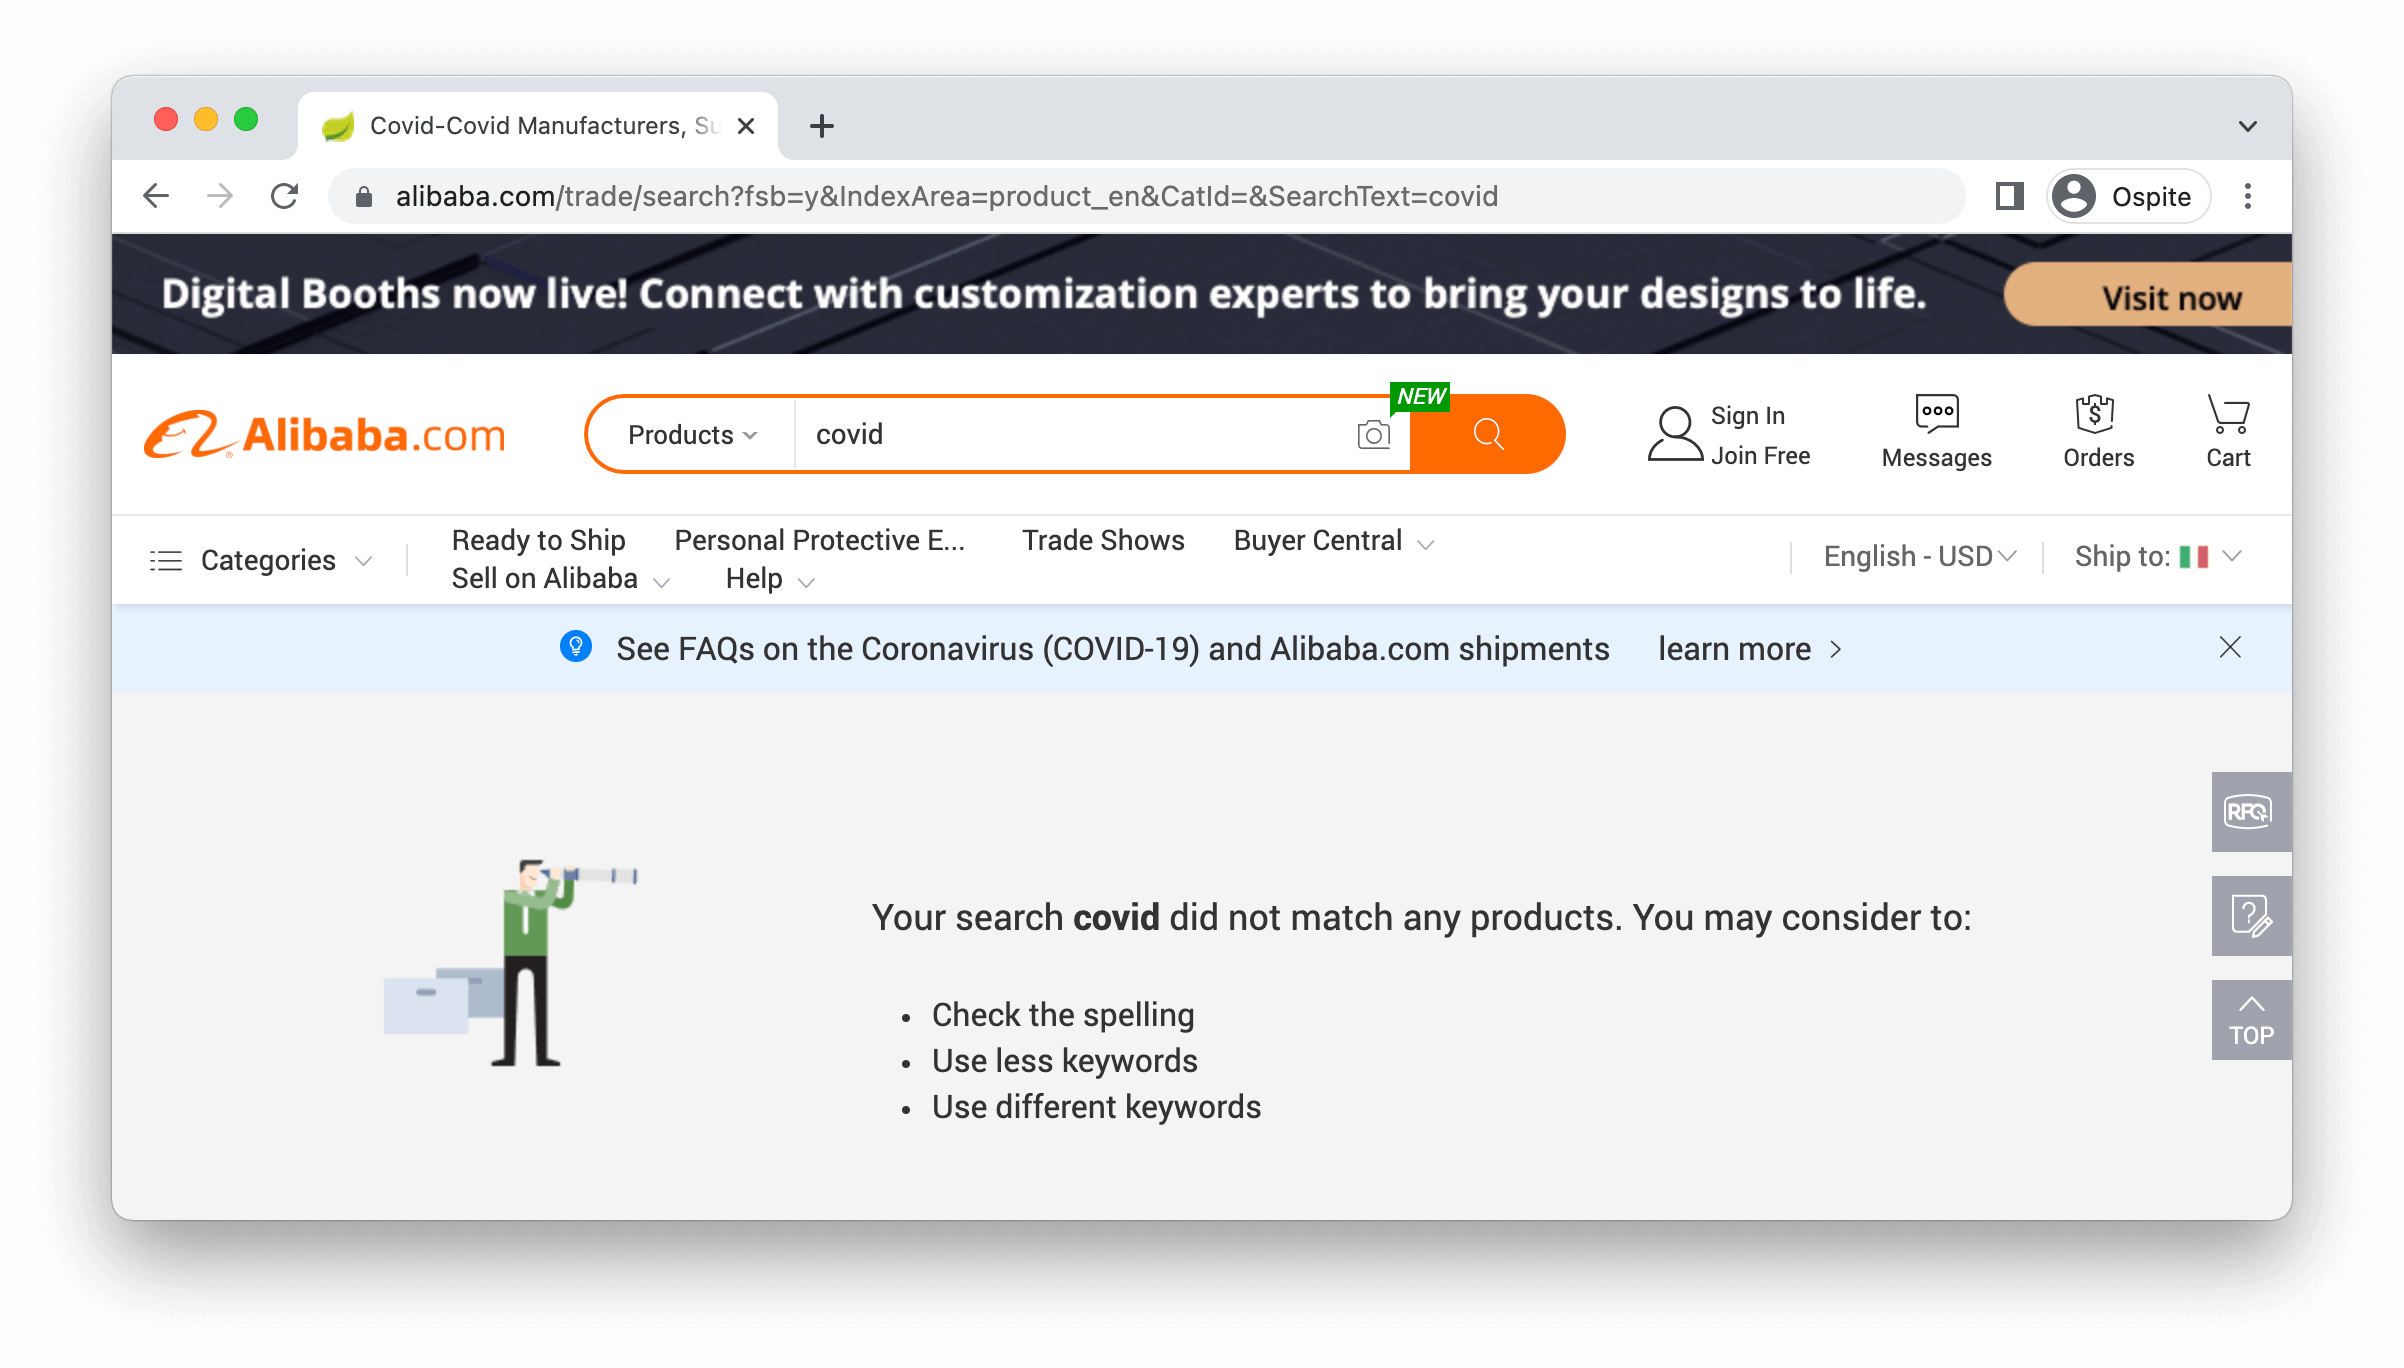 Covid-Covid Manufacturers, Su
alibaba.com/trade/search?fsb=y&IndexArea=product_en&CatId=&SearchText=covid
Ospite
Digital Booths now live! Connect with customization experts to bring your designs to life.
Visit now
Alibaba.com
Products
covid
NEW
Sign In
Join Free
Messages
Orders
Cart
Categories
Ready to Ship
Personal Protective E...
Trade Shows
Buyer Central
Sell on Alibaba
Help
English - USD
Ship to:
See FAQs on the Coronavirus (COVID-19) and Alibaba.com shipments
learn more
RFQ
Your search covid did not match any products. You may consider to:
• Check the spelling
• Use less keywords
• Use different keywords
TOP